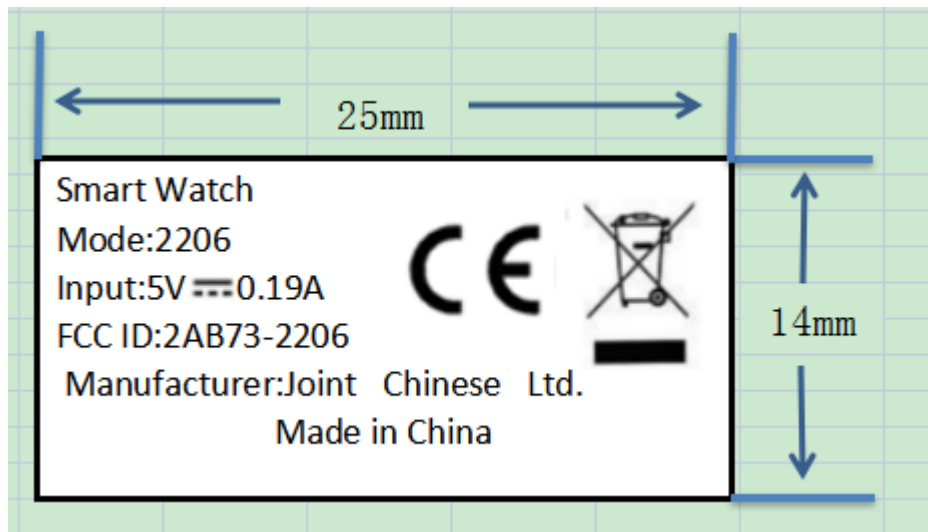 25mm
Smart Watch
Mode:2206
Input:5V⎓0.19A
FCC ID:2AB73-2206
Manufacturer:Joint Chinese Ltd.
Made in China
CE
14mm